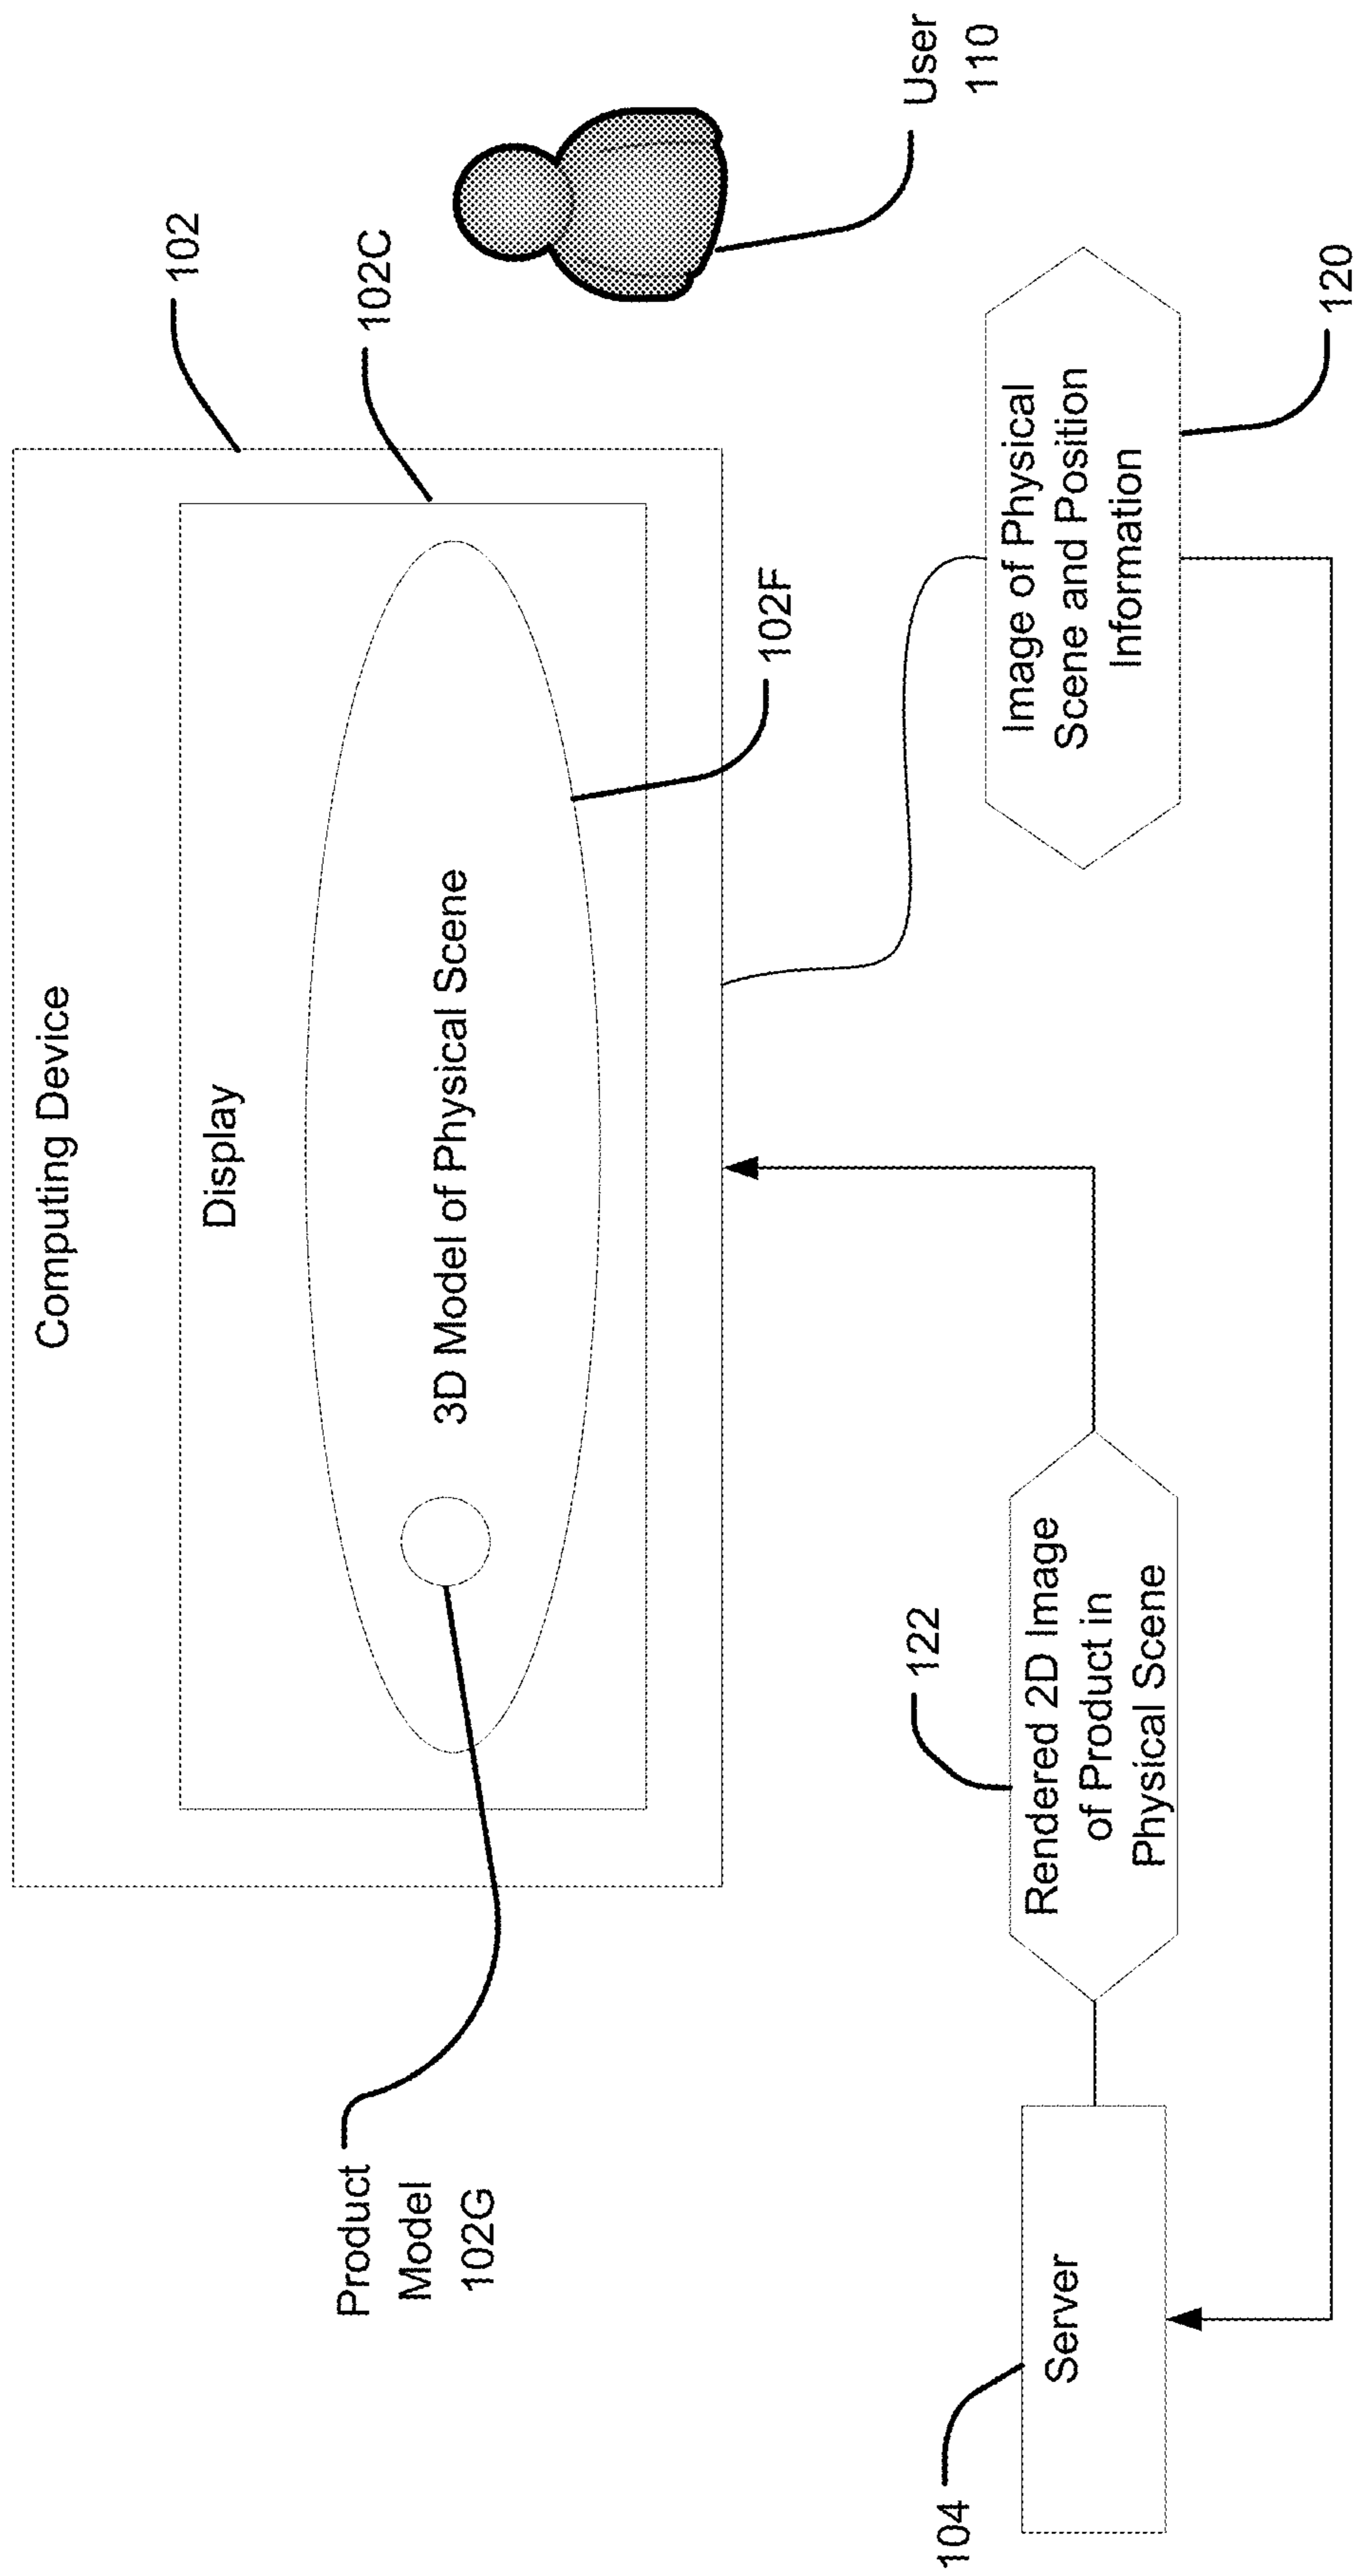 Computing Device
102
Display
102C
3D Model of Physical Scene
102F
Product
Model
102G
User
110
122
Rendered 2D Image
of Product in
Physical Scene
Image of Physical
Scene and Position
Information
120
104
Server